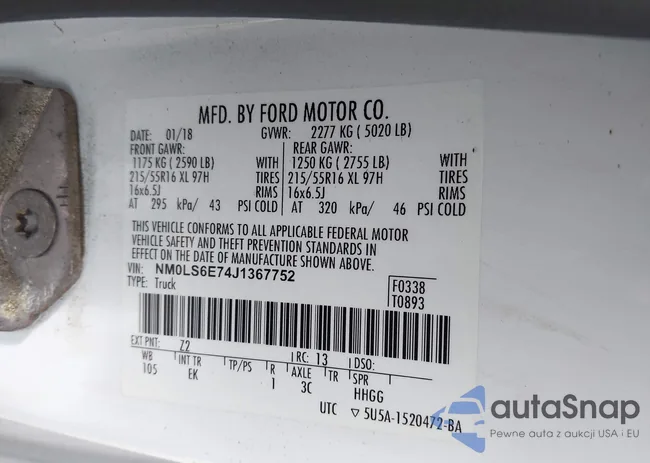 MFD. BY FORD MOTOR CO.
DATE: 01/18 GVWR: 2277 KG ( 5020 LB)
FRONT GAWR: REAR GAWR:
1175 KG ( 2590 LB) WITH 1250 KG ( 2755 LB) WITH
215/55R16 XL 97H TIRES 215/55R16 XL 97H TIRES
16x6.5J RIMS 16x6.5J RIMS
AT 295 kPa/ 43 PSI COLD AT 320 kPa/ 46 PSI COLD
THIS VEHICLE CONFORMS TO ALL APPLICABLE FEDERAL MOTOR
VEHICLE SAFETY AND THEFT PREVENTION STANDARDS IN
EFFECT ON THE DATE OF MANUFACTURE SHOWN ABOVE.
VIN: NM0LS6E74J1367752 F0338
TYPE: Truck T0893
EXT PNT: Z2 RC: 13 DSO:
WB INT TR TP/PS R AXLE TR SPR
105 EK 1 3C HHGG
UTC ▽ 5U5A-1520472-BA
autaSnap
Pewne auta z aukcji USA i EU